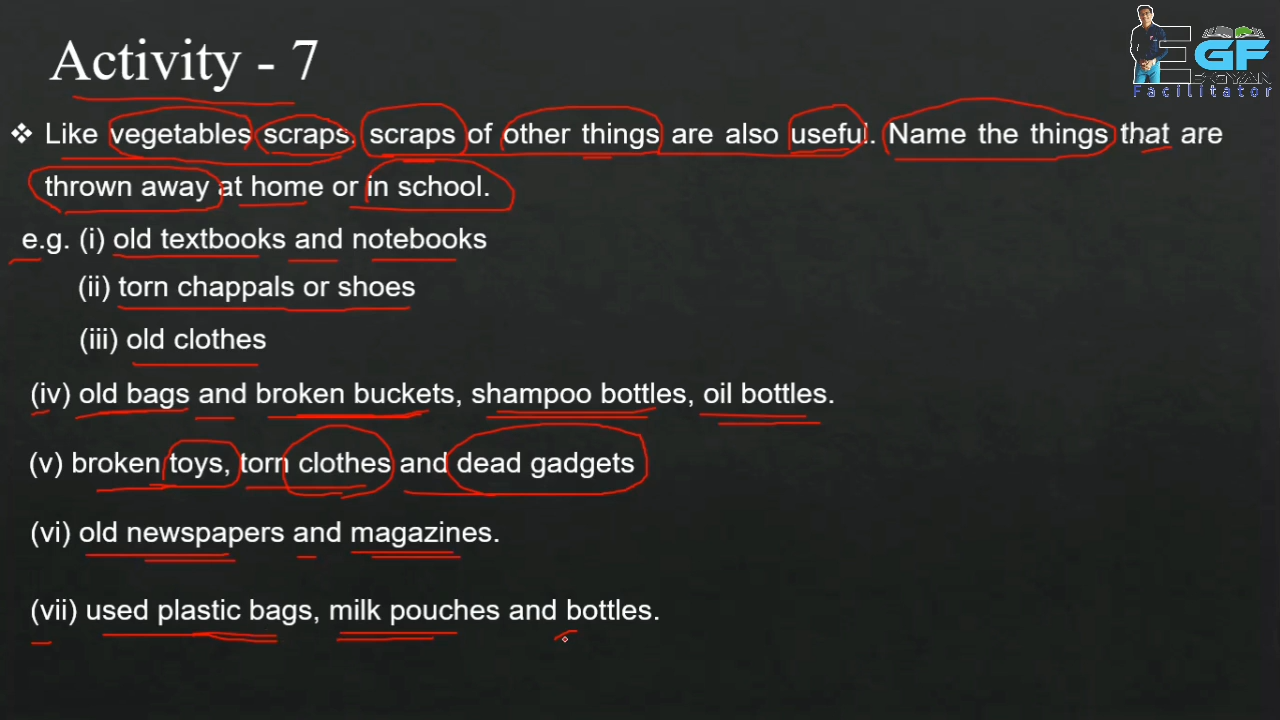 Activity - 7
❖ Like vegetables scraps, scraps of other things are also useful. Name the things that are
thrown away at home or in school.
e.g. (i) old textbooks and notebooks
(ii) torn chappals or shoes
(iii) old clothes
(iv) old bags and broken buckets, shampoo bottles, oil bottles.
(v) broken toys, torn clothes and dead gadgets
(vi) old newspapers and magazines.
(vii) used plastic bags, milk pouches and bottles.
EGF
Facilitator